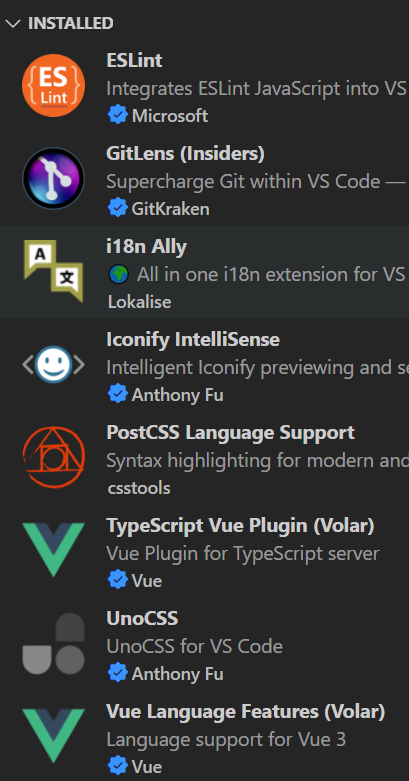 INSTALLED
ES
Lint
ESLint
Integrates ESLint JavaScript into VS
Microsoft
GitLens (Insiders)
Supercharge Git within VS Code —
GitKraken
A
文
i18n Ally
All in one i18n extension for VS
Lokalise
Iconify IntelliSense
Intelligent Iconify previewing and se
Anthony Fu
PostCSS Language Support
Syntax highlighting for modern and
csstools
TypeScript Vue Plugin (Volar)
Vue Plugin for TypeScript server
Vue
UnoCSS
UnoCSS for VS Code
Anthony Fu
Vue Language Features (Volar)
Language support for Vue 3
Vue